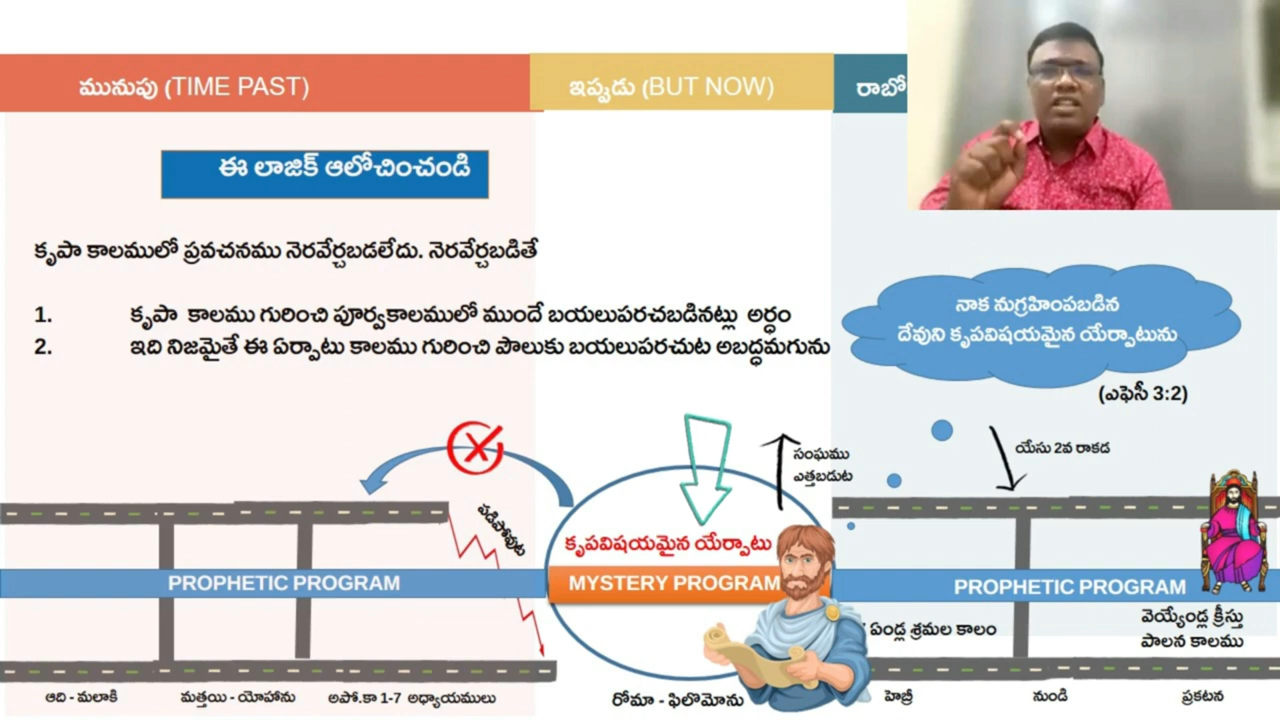 మునుపు (TIME PAST)
ఇప్పుడు (BUT NOW)
రాబో
ఈ లాజిక్ ఆలోచించండి
కృపా కాలములో ప్రవచనము నెరవేర్చబడలేదు. నెరవేర్చబడితే
1. కృపా కాలము గురించి పూర్వకాలములో ముందే బయలుపరచబడినట్లు అర్ధం
2. ఇది నిజమైతే ఈ ఏర్పాటు కాలము గురించి పౌలుకు బయలుపరచుట అబద్ధమగును
నాక నుగ్రహింపబడిన
దేవుని కృపవిషయమైన యేర్పాటును
(ఎఫెసీ 3:2)
సంఘము
ఎత్తబడుట
యేసు 2వ రాకడ
పడిపోవుట
కృపవిషయమైన యేర్పాటు
PROPHETIC PROGRAM
MYSTERY PROGRAM
PROPHETIC PROGRAM
ఏండ్ల శ్రమల కాలం
వెయ్యేండ్ల క్రీస్తు
పాలన కాలము
ఆది - మలాకి
మత్తయి - యోహాను
అపో.కా 1-7 అధ్యాయములు
రోమా - ఫిలొమోను
హెబ్రీ
నుండి
ప్రకటన